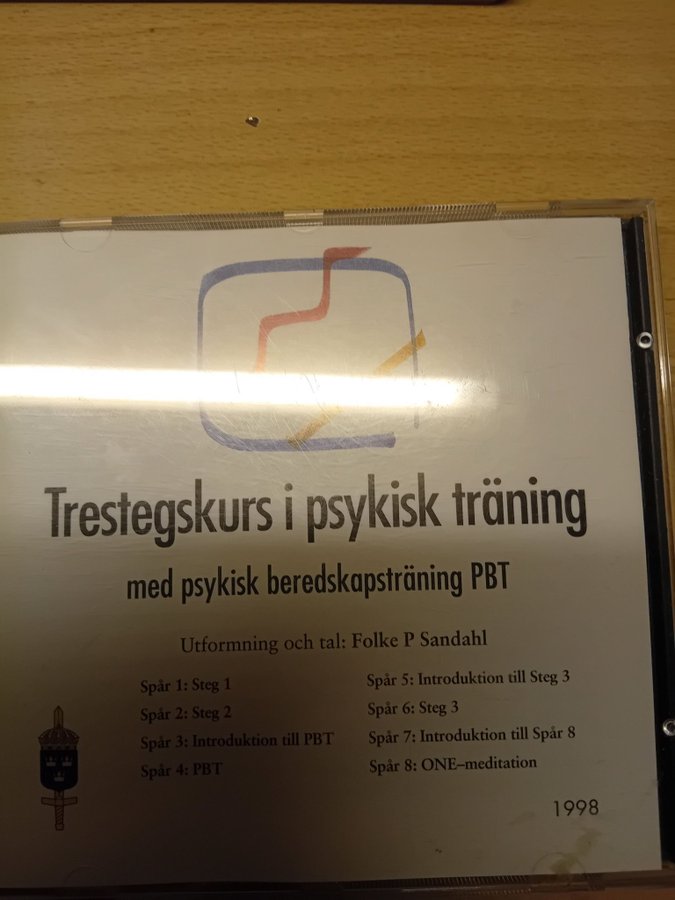 Trestegskurs i psykisk träning
med psykisk beredskapsträning PBT
Utformning och tal: Folke P Sandahl
Spår 1: Steg 1
Spår 2: Steg 2
Spår 3: Introduktion till PBT
Spår 4: PBT
Spår 5: Introduktion till Steg 3
Spår 6: Steg 3
Spår 7: Introduktion till Spår 8
Spår 8: ONE–meditation
1998